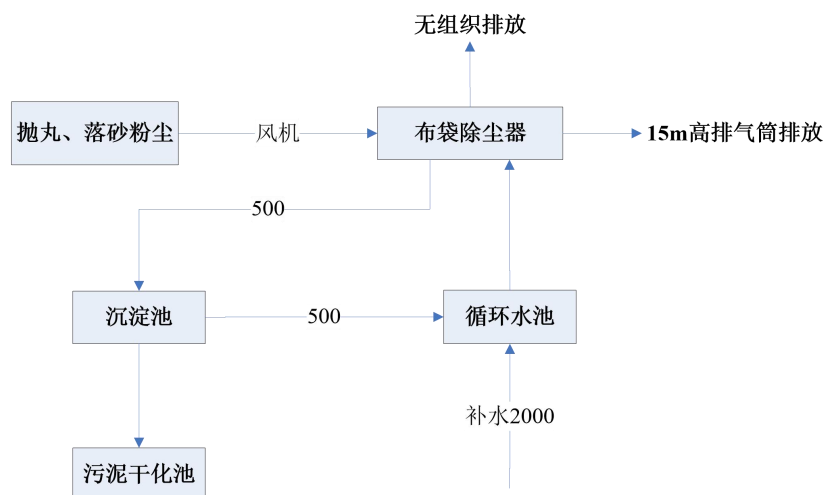 无组织排放
抛丸、落砂粉尘
风机
布袋除尘器
15m高排气筒排放
500
沉淀池
500
循环水池
补水2000
污泥干化池